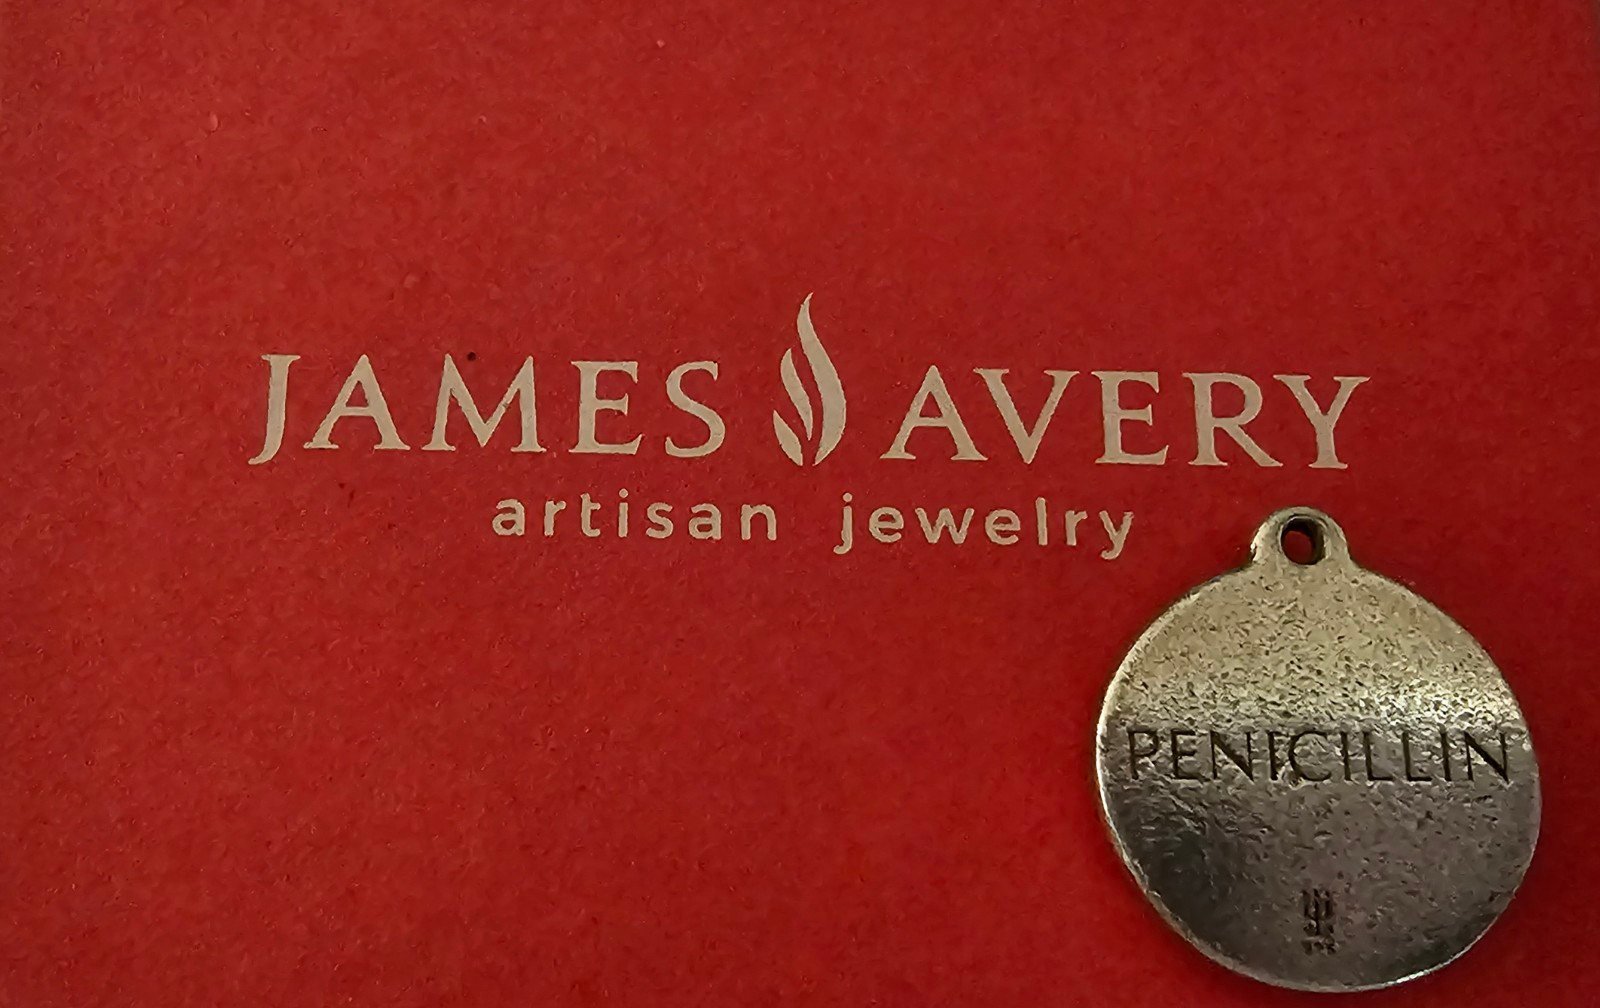 JAMES AVERY
artisan jewelry
PENICILLIN